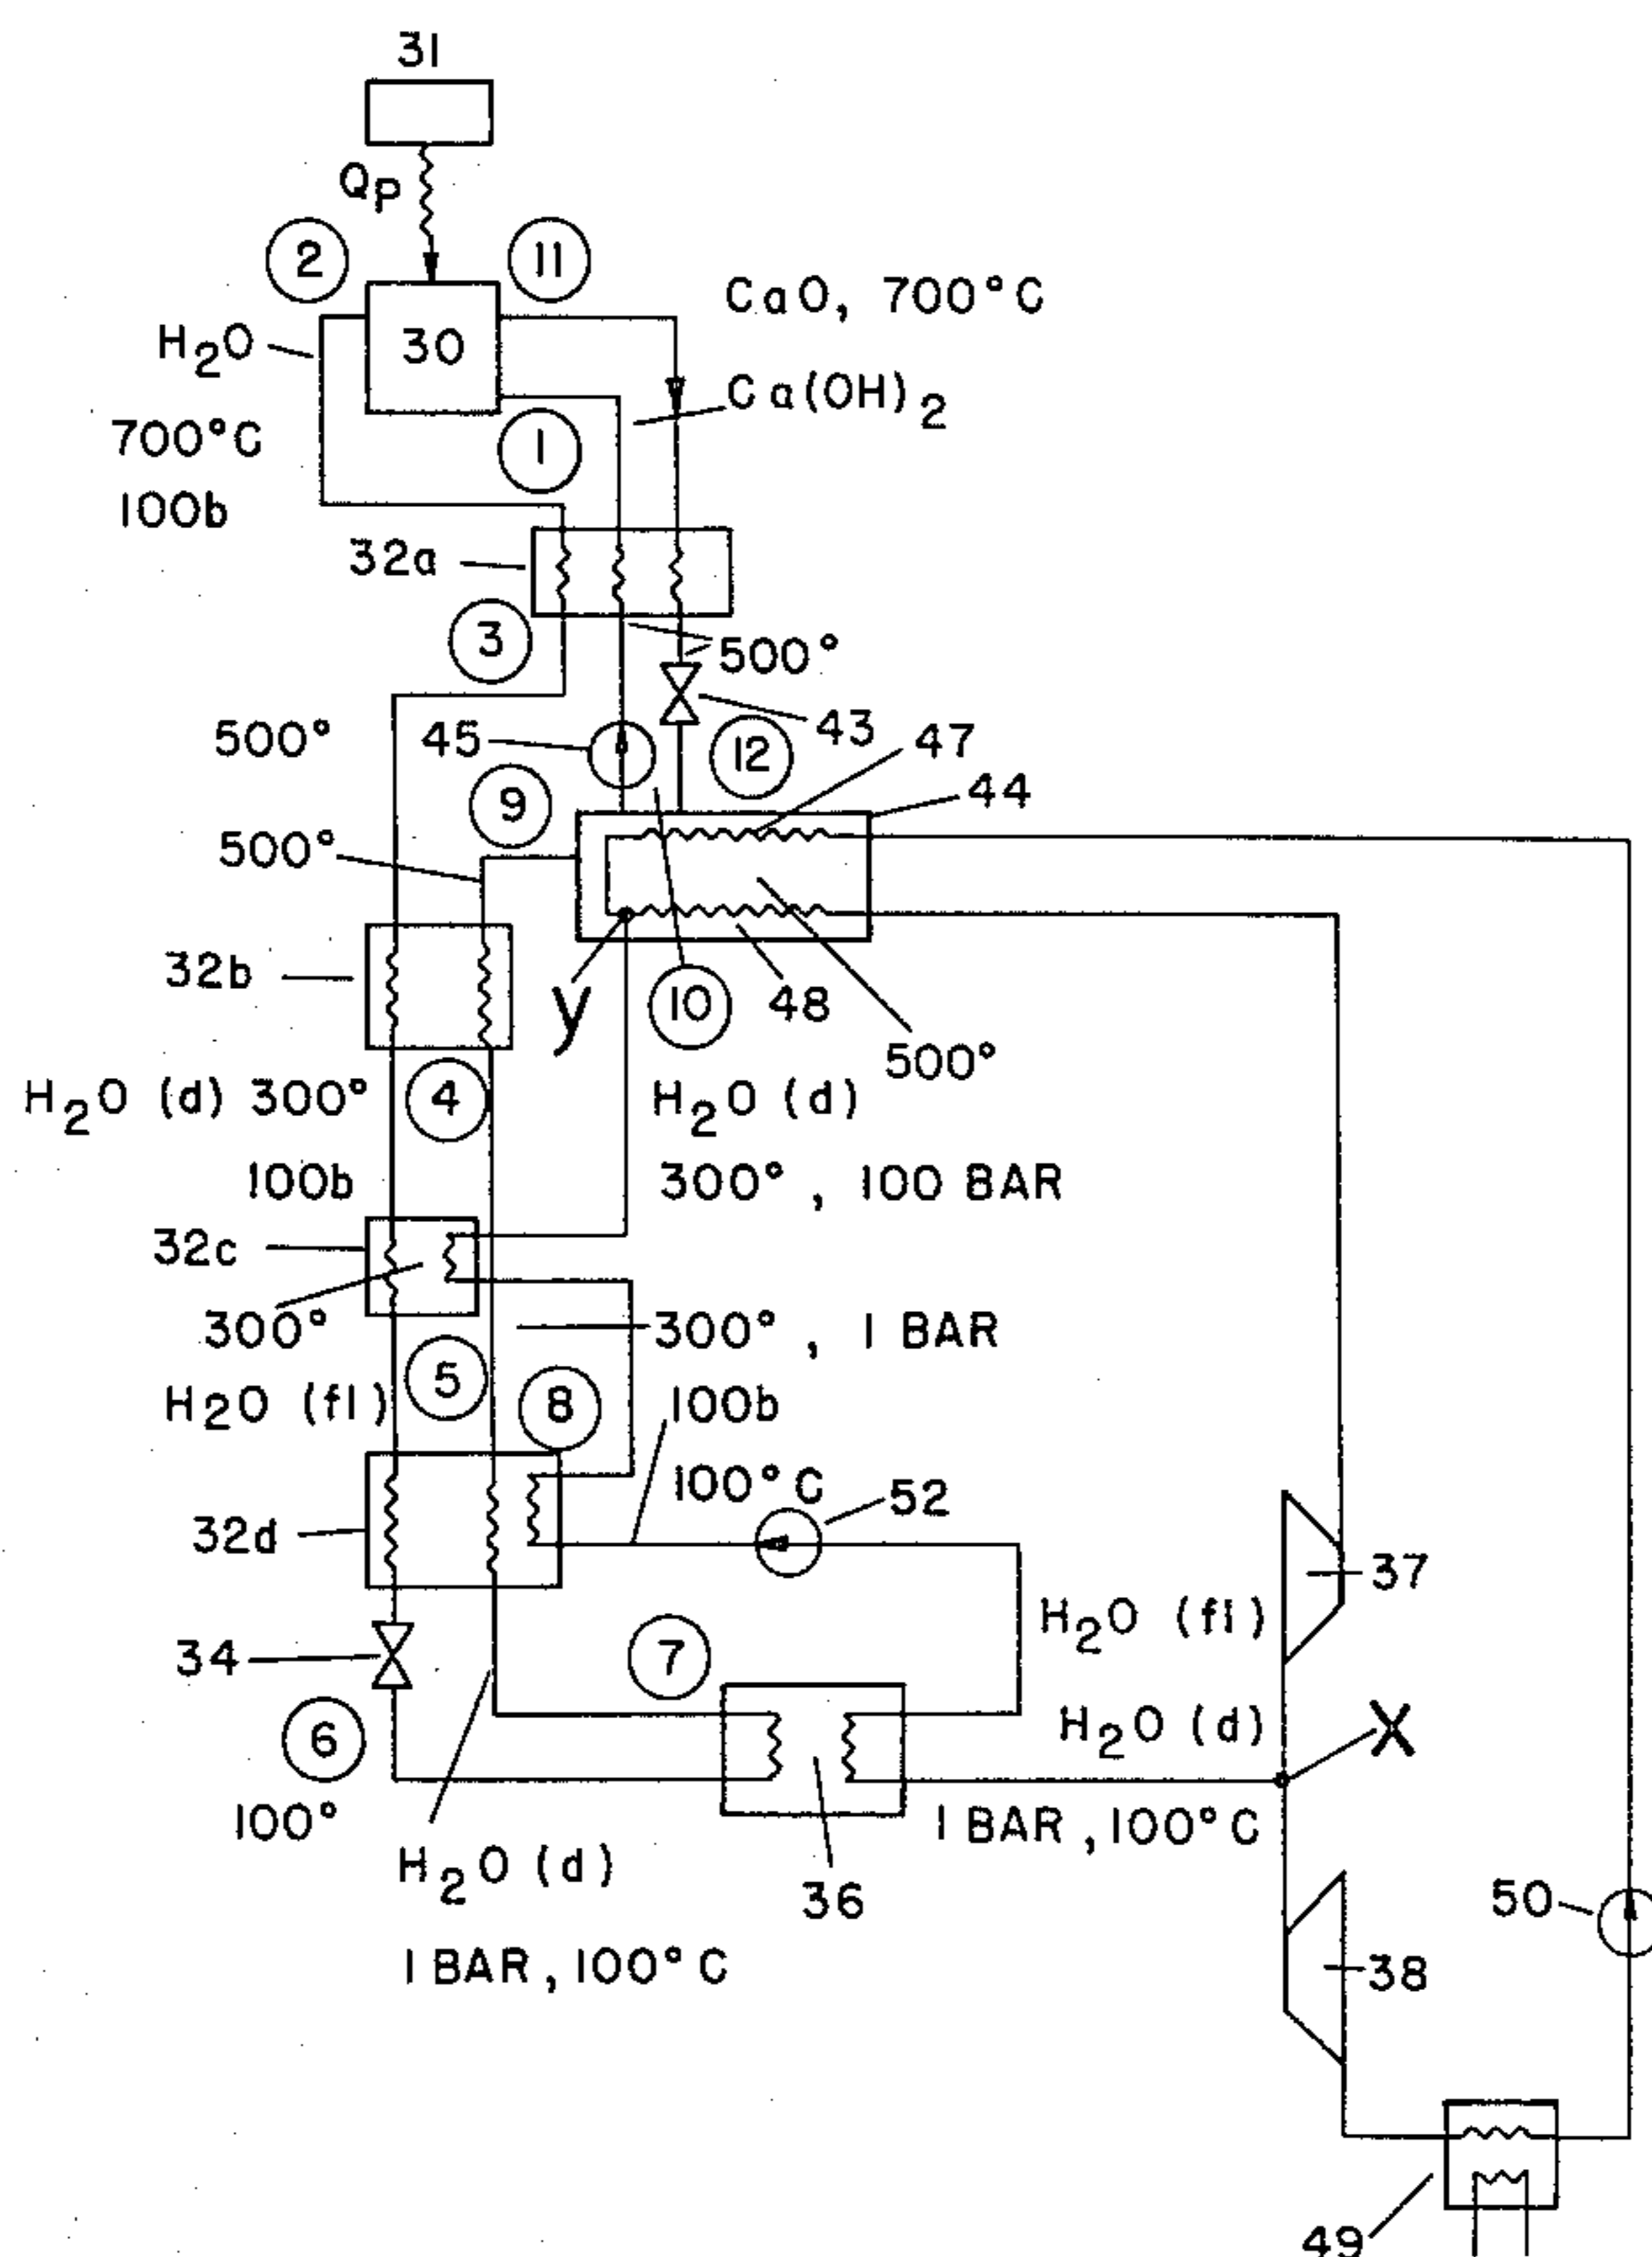 31
QP
2
11
CaO, 700°C
H2O
30
Ca(OH)2
700°C
1
100b
32a
3
500°
500°
45
43
12
47
9
44
500°
32b
y
10
48
500°
H2O (d) 300°
4
H2O (d)
100b
300°, 100 BAR
32c
300°
300°, 1 BAR
5
8
H2O (fl)
100b
100°C
52
32d
37
H2O (fl)
34
7
6
H2O (d)
X
100°
1 BAR, 100°C
H2O (d)
36
50
1 BAR, 100°C
38
49